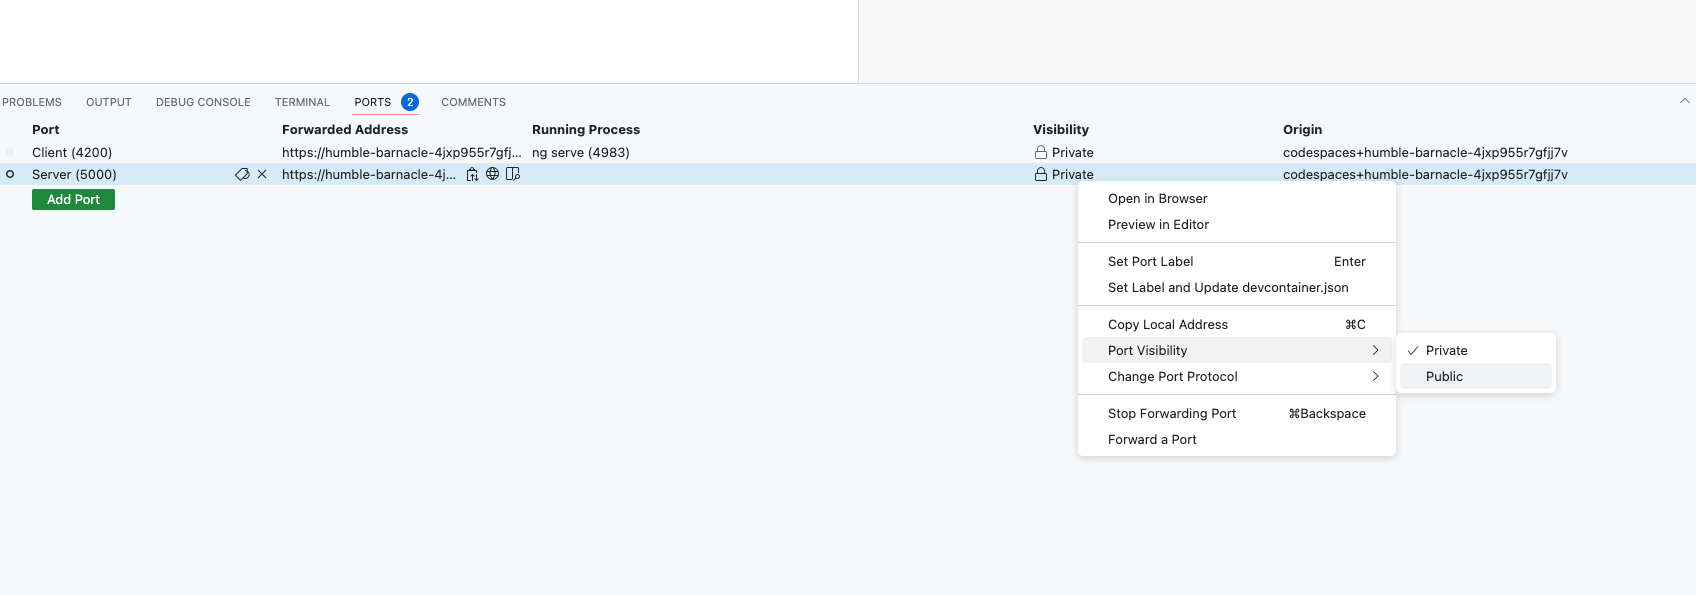 PROBLEMS OUTPUT DEBUG CONSOLE TERMINAL PORTS 2 COMMENTS
Port Forwarded Address Running Process Visibility Origin
Client (4200) https://humble-barnacle-4jxp955r7gfj... ng serve (4983) Private codespaces+humble-barnacle-4jxp955r7gfjj7v
Server (5000) https://humble-barnacle-4j... Private codespaces+humble-barnacle-4jxp955r7gfjj7v
Add Port
Open in Browser
Preview in Editor
Set Port Label Enter
Set Label and Update devcontainer.json
Copy Local Address ⌘C
Port Visibility
Change Port Protocol
Stop Forwarding Port ⌘Backspace
Forward a Port
Private
Public